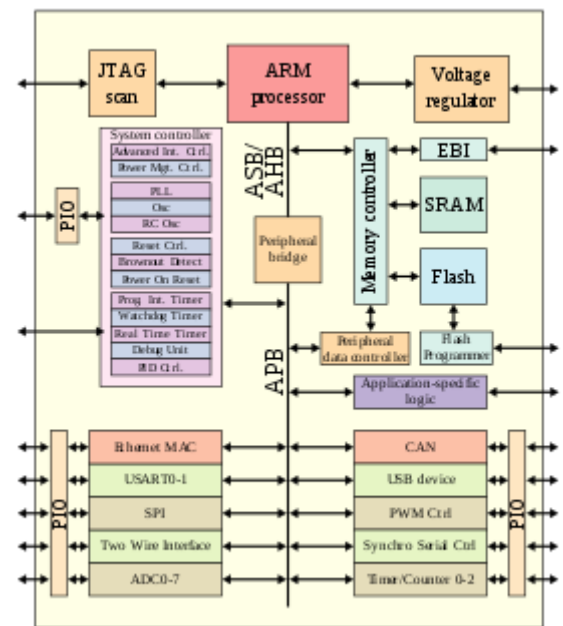 JTAG
scan
ARM
processor
Voltage
regulator
System controller
Advanced Int. Ctrl.
Power Mgt. Ctrl.
PLL
Osc
RC Osc
Reset Ctrl.
Brownout Detect
Power On Reset
Prog Int. Timer
Watchdog Timer
Real Time Timer
Debug Unit
PID Ctrl.
PIO
ASB/
AHB
Peripheral
bridge
APB
Memory controller
EBI
SRAM
Flash
Peripheral
data controller
Flash
Programmer
Application-specific
logic
PIO
Ethernet MAC
USART0-1
SPI
Two Wire Interface
ADC0-7
CAN
USB device
PWM Ctrl
Synchro Serial Ctrl
Timer/Counter 0-2
PIO